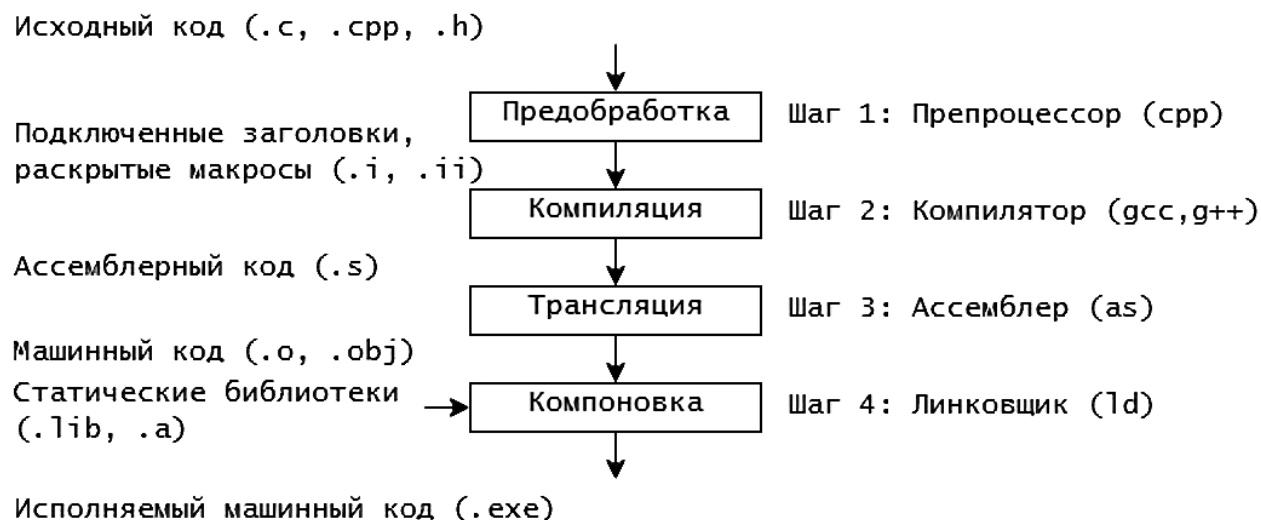 Исходный код (.c, .cpp, .h)
Предобработка
Шаг 1: Препроцессор (cpp)
Подключенные заголовки,
раскрытые макросы (.i, .ii)
Компиляция
Шаг 2: Компилятор (gcc,g++)
Ассемблерный код (.s)
Трансляция
Шаг 3: Ассемблер (as)
Машинный код (.o, .obj)
Статические библиотеки
(.lib, .a)
Компоновка
Шаг 4: Линковщик (ld)
Исполняемый машинный код (.exe)